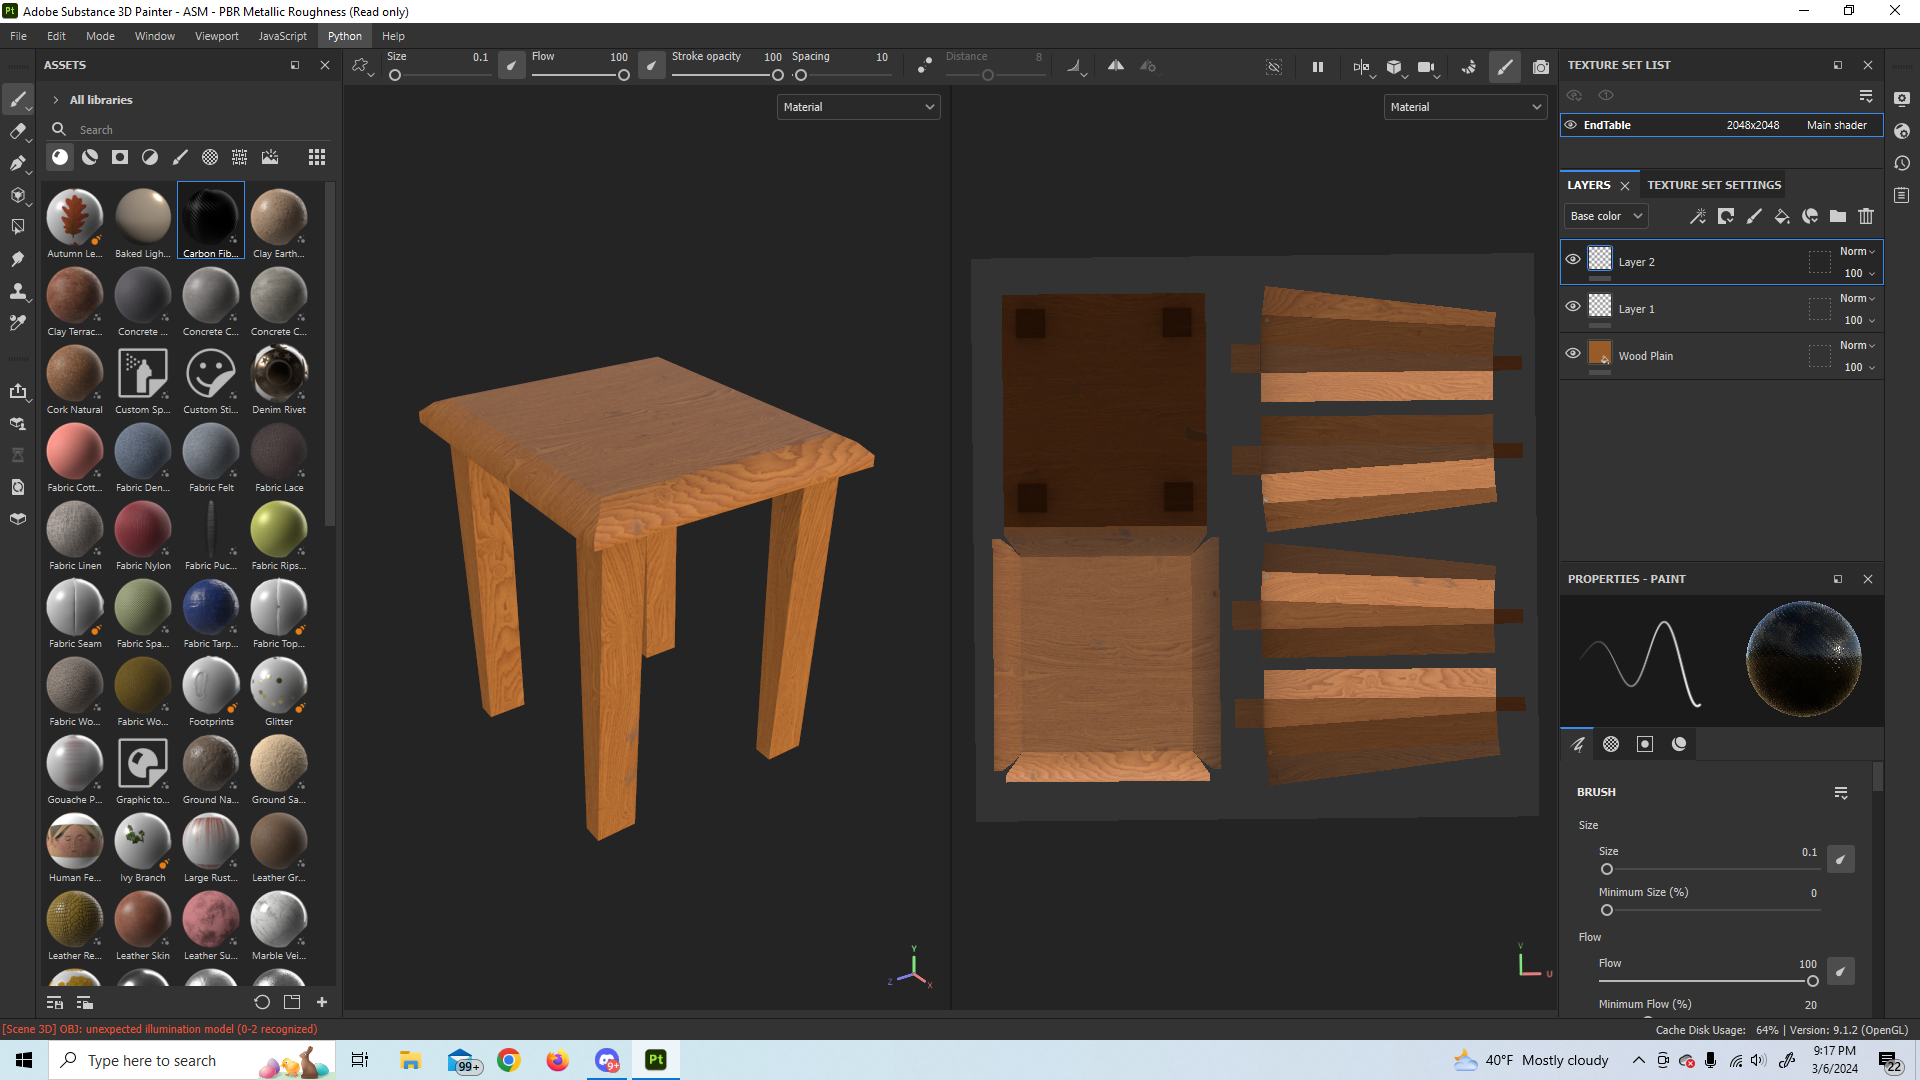 Pt Adobe Substance 3D Painter - ASM - PBR Metallic Roughness (Read only)
File Edit Mode Window Viewport JavaScript Python Help
ASSETS
Size 0.1 Flow 100 Stroke opacity 100 Spacing 10 Distance 8
All libraries
Search
Autumn Le... Baked Ligh... Carbon Fib... Clay Earth...
Clay Terrac... Concrete ... Concrete C... Concrete C...
Cork Natural Custom Sp... Custom Sti... Denim Rivet
Fabric Cott... Fabric Den... Fabric Felt Fabric Lace
Fabric Linen Fabric Nylon Fabric Puc... Fabric Rips...
Fabric Seam Fabric Spa... Fabric Tarp... Fabric Top...
Fabric Wo... Fabric Wo... Footprints Glitter
Gouache P... Graphic to... Ground Na... Ground Sa...
Human Fe... Ivy Branch Large Rust... Leather Gr...
Leather Re... Leather Skin Leather Su... Marble Vei...
Material
Y
Z
X
Material
V
U
TEXTURE SET LIST
EndTable 2048x2048 Main shader
LAYERS TEXTURE SET SETTINGS
Base color
Layer 2 Norm
100
Layer 1 Norm
100
Wood Plain Norm
100
PROPERTIES - PAINT
BRUSH
Size
Size 0.1
Minimum Size (%) 0
Flow
Flow 100
Minimum Flow (%) 20
[Scene 3D] OBJ: unexpected illumination model (0-2 recognized)
Cache Disk Usage: 64% | Version: 9.1.2 (OpenGL)
Type here to search
99+
9+
Pt
40°F Mostly cloudy
9:17 PM
3/6/2024
22